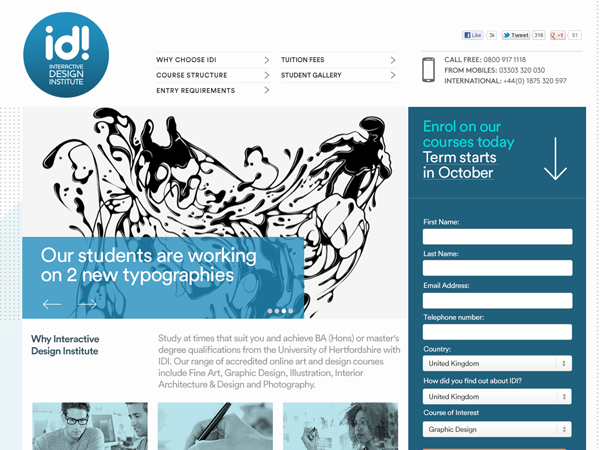 id!
INTERACTIVE
DESIGN
INSTITUTE
WHY CHOOSE IDI
COURSE STRUCTURE
ENTRY REQUIREMENTS
TUITION FEES
STUDENT GALLERY
Like 3k Tweet 316 +1 81
CALL FREE: 0800 917 1118
FROM MOBILES: 03303 320 030
INTERNATIONAL: +44(0) 1875 320 597
Our students are working
on 2 new typographies
Enrol on our
courses today
Term starts
in October
First Name:
Last Name:
Email Address:
Telephone number:
Country:
United Kingdom
How did you find out about IDI?
United Kingdom
Course of Interest
Graphic Design
Why Interactive
Design Institute
Study at times that suit you and achieve BA (Hons) or master's
degree qualifications from the University of Hertfordshire with
IDI. Our range of accredited online art and design courses
include Fine Art, Graphic Design, Illustration, Interior
Architecture & Design and Photography.